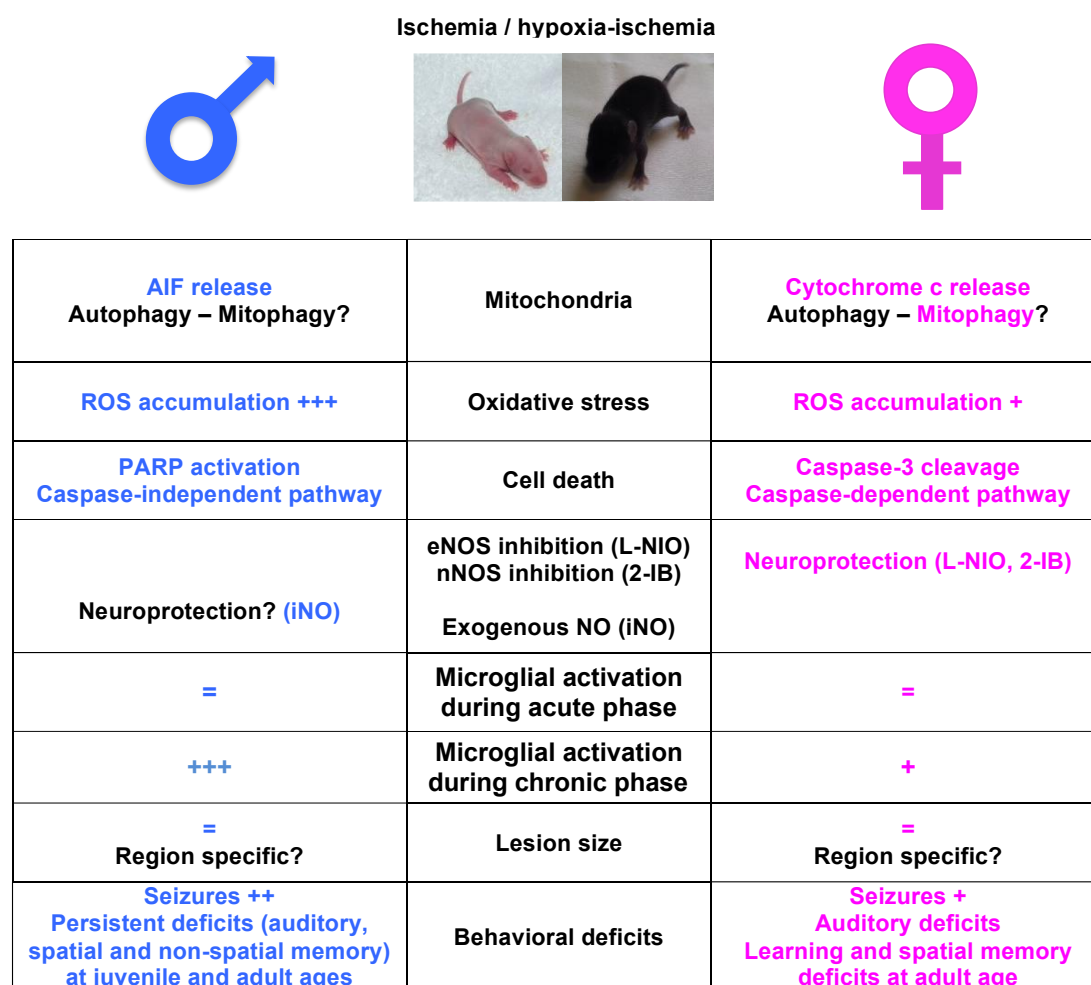 Ischemia / hypoxia-ischemia
AIF release
Autophagy – Mitophagy?
Mitochondria
Cytochrome c release
Autophagy – Mitophagy?
ROS accumulation +++
Oxidative stress
ROS accumulation +
PARP activation
Caspase-independent pathway
Cell death
Caspase-3 cleavage
Caspase-dependent pathway
Neuroprotection? (iNO)
eNOS inhibition (L-NIO)
nNOS inhibition (2-IB)
Exogenous NO (iNO)
Neuroprotection (L-NIO, 2-IB)
=
Microglial activation
during acute phase
=
+++
Microglial activation
during chronic phase
+
=
Region specific?
Lesion size
=
Region specific?
Seizures ++
Persistent deficits (auditory,
spatial and non-spatial memory)
at juvenile and adult ages
Behavioral deficits
Seizures +
Auditory deficits
Learning and spatial memory
deficits at adult age